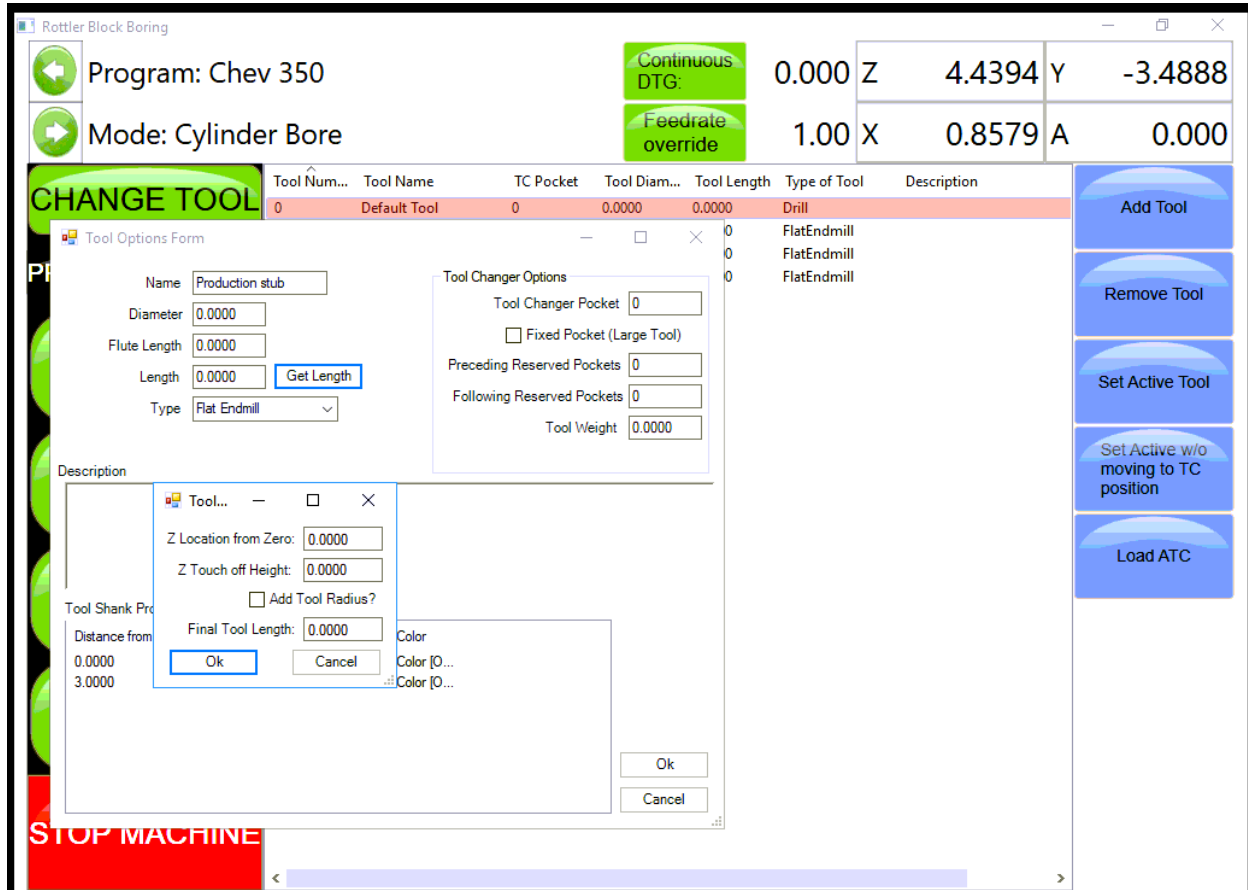 Rottler Block Boring
Program: Chev 350
Continuous DTG:
0.000 Z 4.4394 Y -3.4888
Mode: Cylinder Bore
Feedrate override
1.00 X 0.8579 A 0.000
CHANGE TOOL
Tool Num... Tool Name TC Pocket Tool Diam... Tool Length Type of Tool Description
0 Default Tool 0 0.0000 0.0000 Drill
FlatEndmill
FlatEndmill
FlatEndmill
Add Tool
Remove Tool
Set Active Tool
Set Active w/o
moving to TC
position
Load ATC
Tool Options Form
Name Production stub
Diameter 0.0000
Flute Length 0.0000
Length 0.0000 Get Length
Type Flat Endmill
Tool Changer Options
Tool Changer Pocket 0
Fixed Pocket (Large Tool)
Preceding Reserved Pockets 0
Following Reserved Pockets 0
Tool Weight 0.0000
Description
Tool...
Z Location from Zero: 0.0000
Z Touch off Height: 0.0000
Add Tool Radius?
Final Tool Length: 0.0000
Ok Cancel
Tool Shank
Distance from Color
0.0000 Color [O...
3.0000 Color [O...
Ok
Cancel
STOP MACHINE